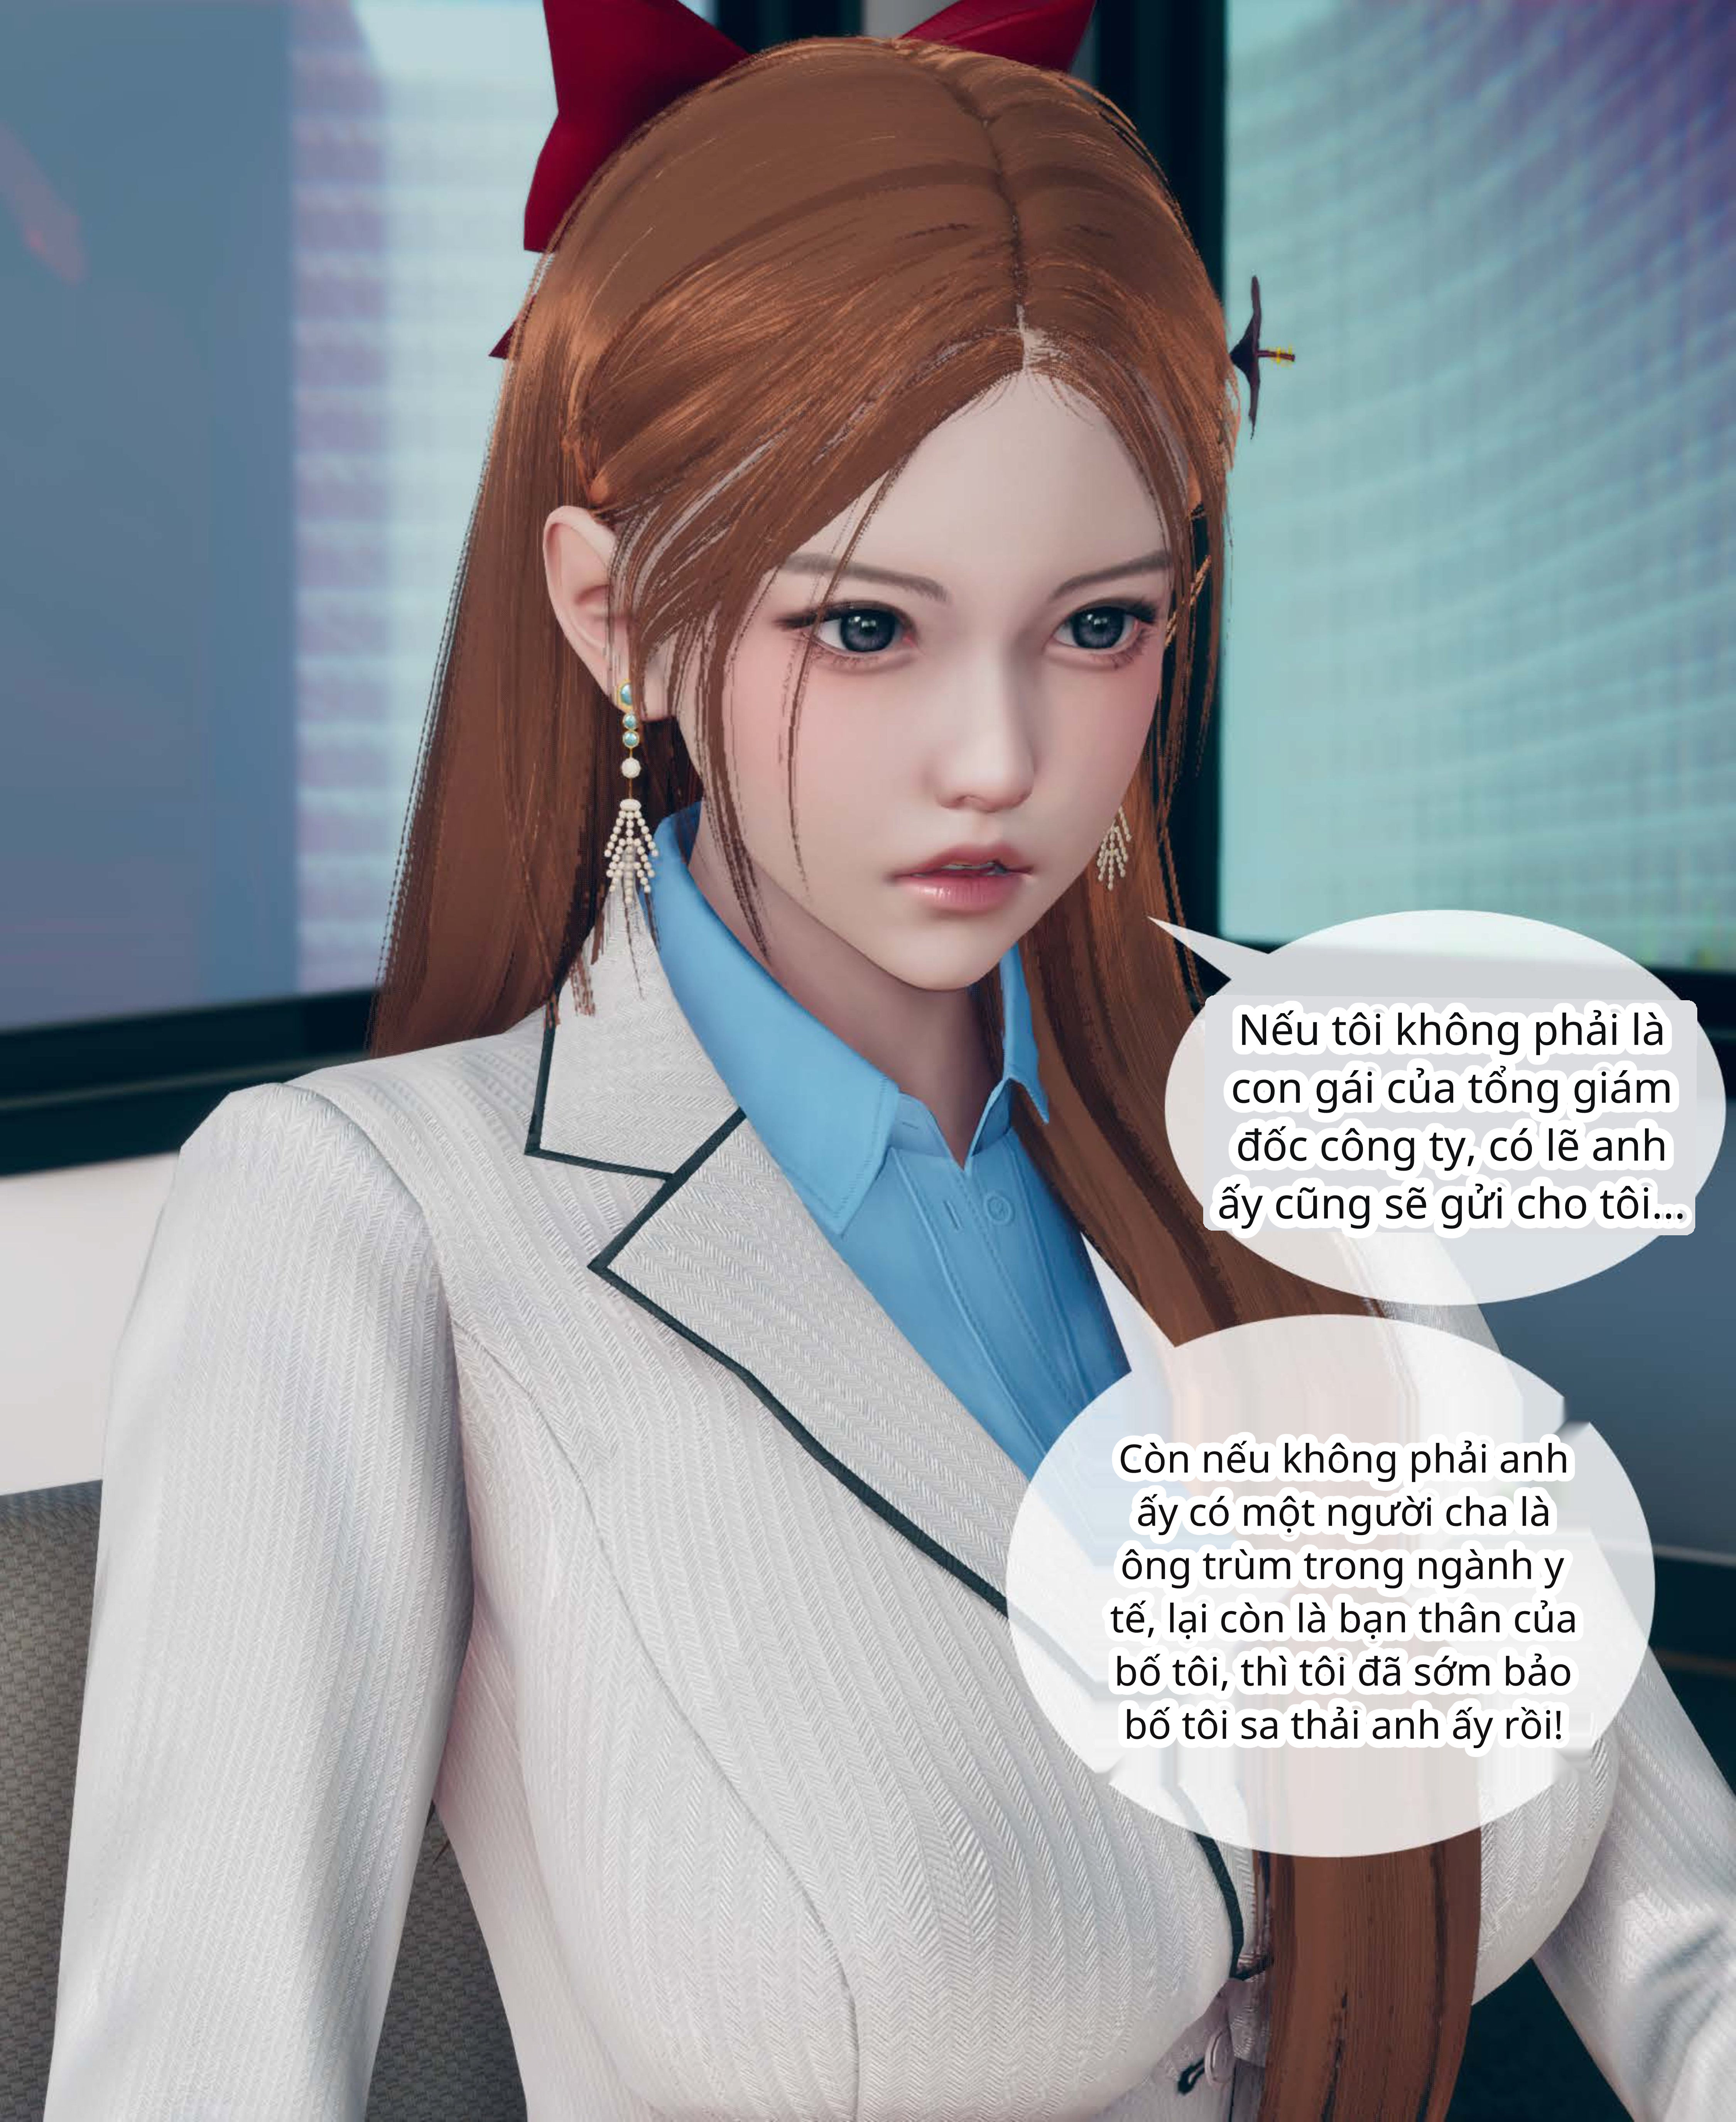 Nếu tôi không phải là
con gái của tổng giám
đốc công ty, có lẽ anh
ấy cũng sẽ gửi cho tôi...
Còn nếu không phải anh
ấy có một người cha là
ông trùm trong ngành y
tế, lại còn là bạn thân của
bố tôi, thì tôi đã sớm bảo
bố tôi sa thải anh ấy rồi!